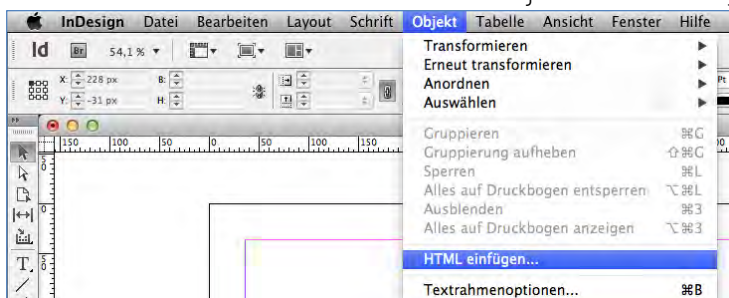 InDesign Datei Bearbeiten Layout Schrift Objekt Tabelle Ansicht Fenster Hilfe
Id Br 54,1 %
Transformieren
Erneut transformieren
X: 228 px B:
Anordnen
Pt
Y: -31 px H:
Auswählen
Gruppieren ⌘G
150 100 50 0 50 100 150
Gruppierung aufheben ⇧⌘G
Sperren ⌘L
Alles auf Druckbogen entsperren ⌥⌘L
Ausblenden ⌘3
Alles auf Druckbogen anzeigen ⌥⌘3
HTML einfügen...
Textrahmenoptionen... ⌘B